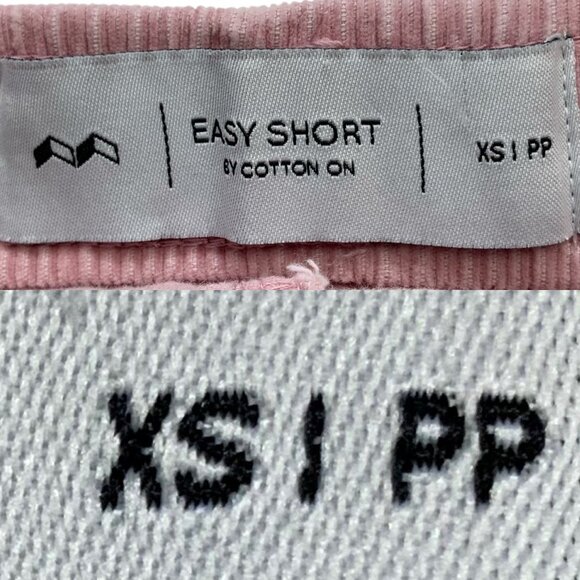 EASY SHORT
BY COTTON ON
XS | PP
XS | PP